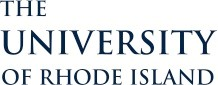 THE
UNIVERSITY
OF RHODE ISLAND